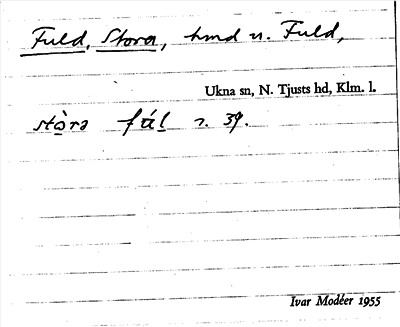 Fuld, Stora, hmd n. Fuld,
Ukna sn, N. Tjusts hd, Klm. l.
stòra fúl s. 39.
Ivar Modéer 1955